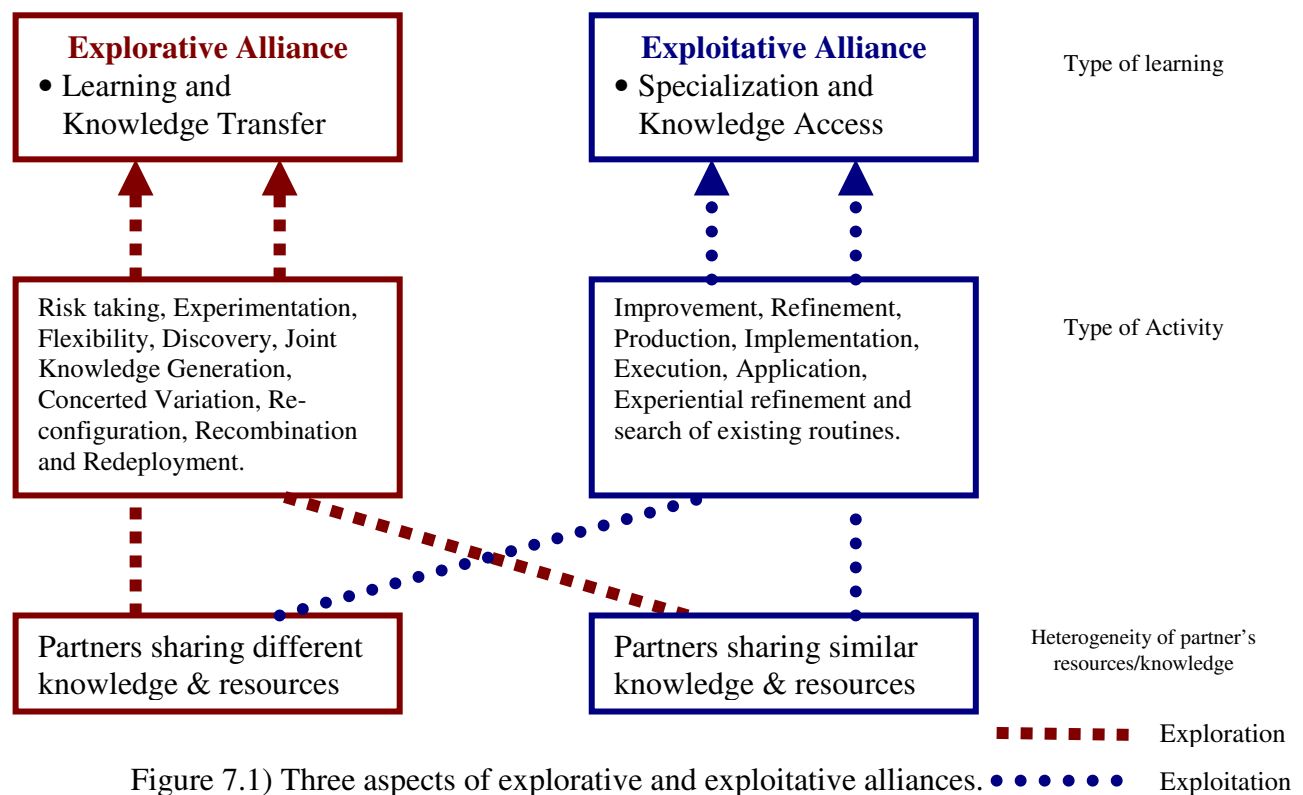 Explorative Alliance
• Learning and
Knowledge Transfer
Exploitative Alliance
• Specialization and
Knowledge Access
Type of learning
Risk taking, Experimentation,
Flexibility, Discovery, Joint
Knowledge Generation,
Concerted Variation, Re-
configuration, Recombination
and Redeployment.
Improvement, Refinement,
Production, Implementation,
Execution, Application,
Experiential refinement and
search of existing routines.
Type of Activity
Partners sharing different
knowledge & resources
Partners sharing similar
knowledge & resources
Heterogeneity of partner's
resources/knowledge
Exploration
Figure 7.1) Three aspects of explorative and exploitative alliances.
Exploitation